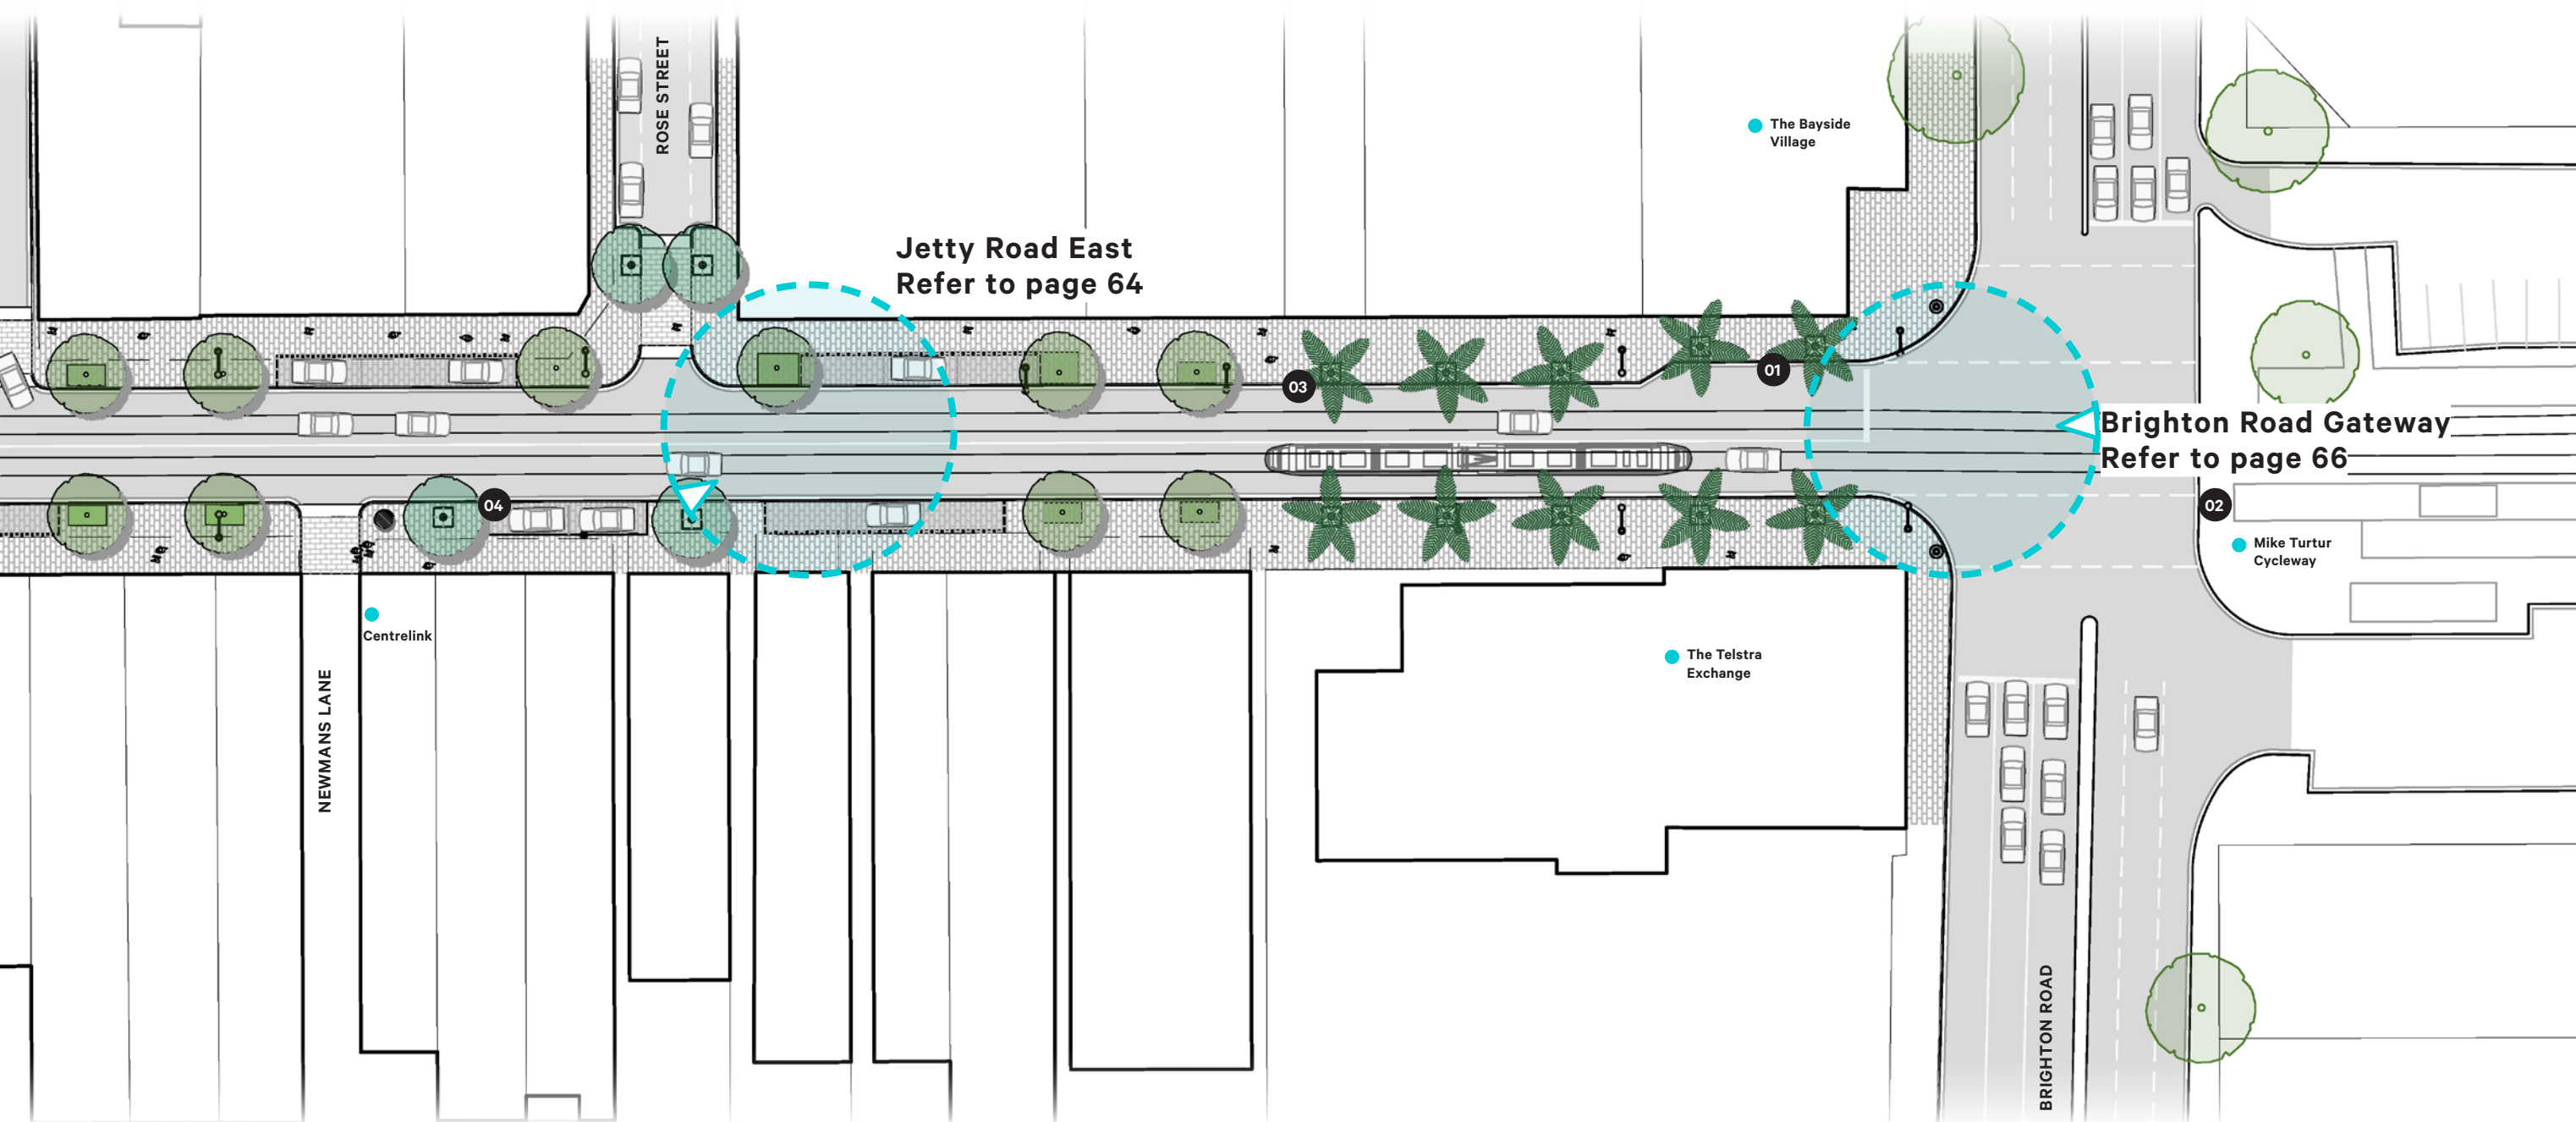 ROSE STREET
The Bayside
Village
Jetty Road East
Refer to page 64
03
01
Brighton Road Gateway
Refer to page 66
04
02
Mike Turtur
Cycleway
Centrelink
The Telstra
Exchange
NEWMANS LANE
BRIGHTON ROAD